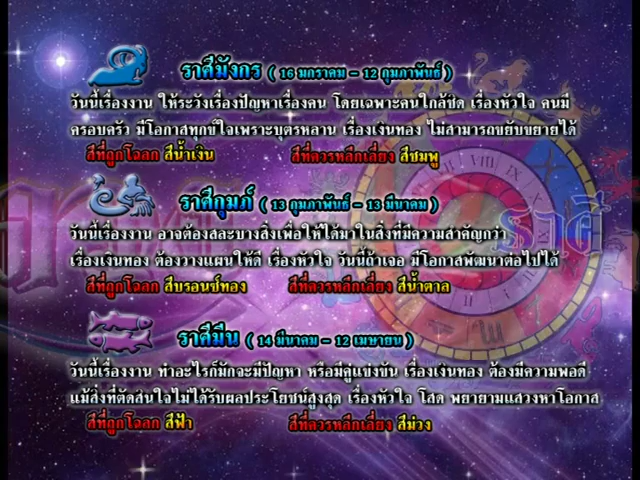 ราศีมังกร ( 16 มกราคม - 12 กุมภาพันธ์ )
วันนี้เรื่องงาน ให้ระวังเรื่องปัญหาเรื่องคน โดยเฉพาะคนใกล้ชิด เรื่องหัวใจ คนมี
ครอบครัว มีโอกาสทุกข์ใจเพราะบุตรหลาน เรื่องเงินทอง ไม่สามารถขยับขยายได้
สีที่ถูกโฉลก สีน้ำเงิน สีที่ควรหลีกเลี่ยง สีชมพู
ราศีกุมภ์ ( 13 กุมภาพันธ์ - 13 มีนาคม )
วันนี้เรื่องงาน อาจต้องสละบางสิ่งเพื่อให้ได้มาในสิ่งที่มีความสำคัญกว่า
เรื่องเงินทอง ต้องวางแผนให้ดี เรื่องหัวใจ วันนี้ถ้าเจอ มีโอกาสพัฒนาต่อไปได้
สีที่ถูกโฉลก สีบรอนซ์ทอง สีที่ควรหลีกเลี่ยง สีน้ำตาล
ราศีมีน ( 14 มีนาคม - 12 เมษายน )
วันนี้เรื่องงาน ทำอะไรก็มักจะมีปัญหา หรือมีคู่แข่งขัน เรื่องเงินทอง ต้องมีความพอดี
แม้สิ่งที่ตัดสินใจไม่ได้รับผลประโยชน์สูงสุด เรื่องหัวใจ โสด พยายามแสวงหาโอกาส
สีที่ถูกโฉลก สีฟ้า สีที่ควรหลีกเลี่ยง สีม่วง